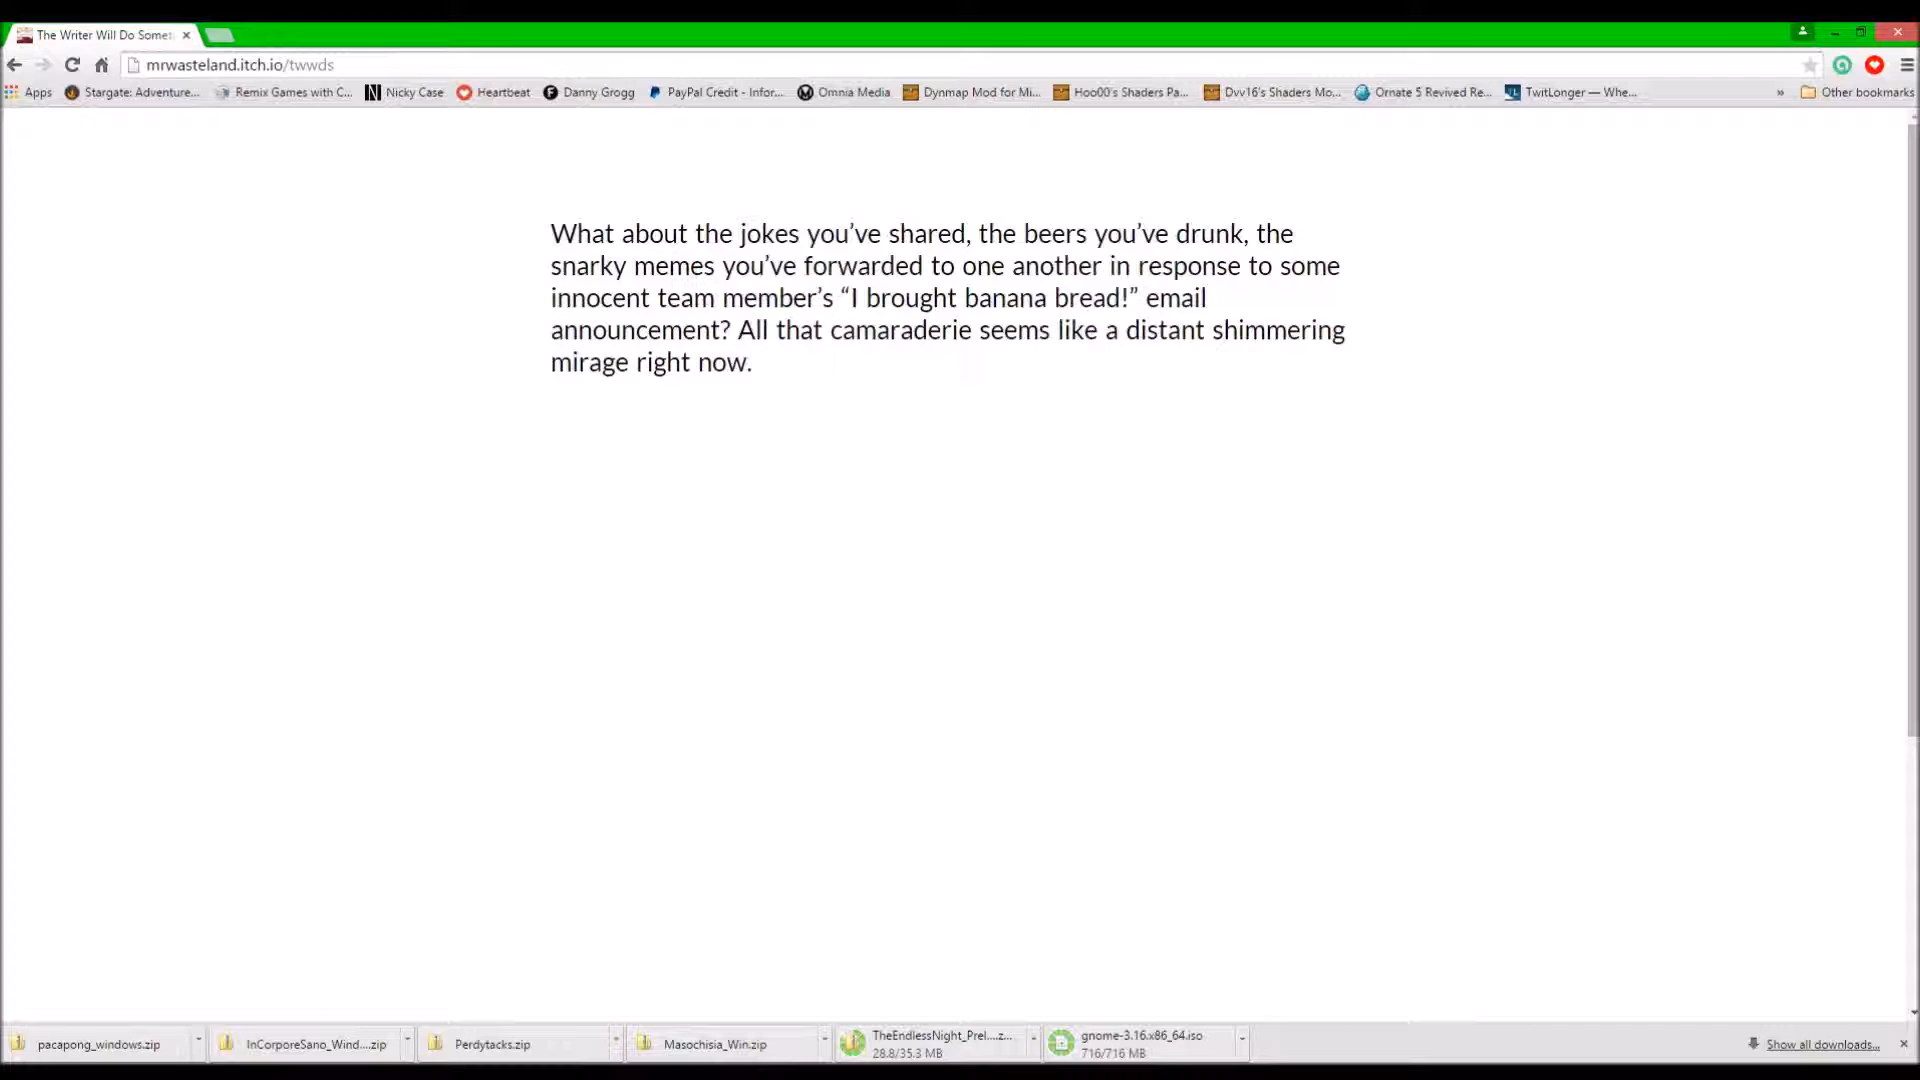 The Writer Will Do Somet
mrwasteland.itch.io/twwds
Apps Stargate: Adventure... Remix Games with C... Nicky Case Heartbeat Danny Grogg PayPal Credit - Infor... Omnia Media Dynmap Mod for Mi... Hoo00's Shaders Pa... Dvv16's Shaders Mo... Ornate 5 Revived Re... TwitLonger — Whe... » Other bookmarks
What about the jokes you’ve shared, the beers you’ve drunk, the
snarky memes you’ve forwarded to one another in response to some
innocent team member’s “I brought banana bread!” email
announcement? All that camaraderie seems like a distant shimmering
mirage right now.
pacapong_windows.zip InCorporeSano_Wind....zip Perdytacks.zip Masochisia_Win.zip TheEndlessNight_Prel....z... gnome-3.16.x86_64.iso Show all downloads...
28.8/35.3 MB 716/716 MB